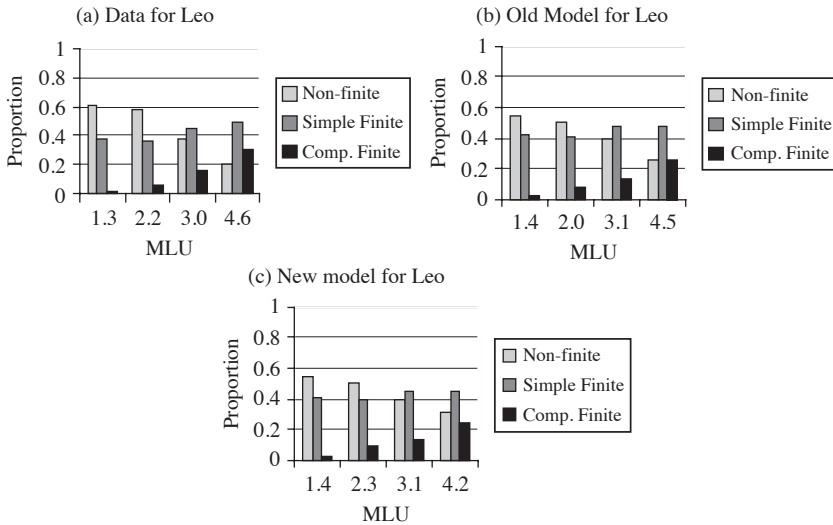 (a) Data for Leo
Proportion
1
0.8
0.6
0.4
0.2
0
1.3 2.2 3.0 4.6
MLU
Non-finite
Simple Finite
Comp. Finite
(b) Old Model for Leo
Proportion
1
0.8
0.6
0.4
0.2
0
1.4 2.0 3.1 4.5
MLU
Non-finite
Simple Finite
Comp. Finite
(c) New model for Leo
Proportion
1
0.8
0.6
0.4
0.2
0
1.4 2.3 3.1 4.2
MLU
Non-finite
Simple Finite
Comp. Finite